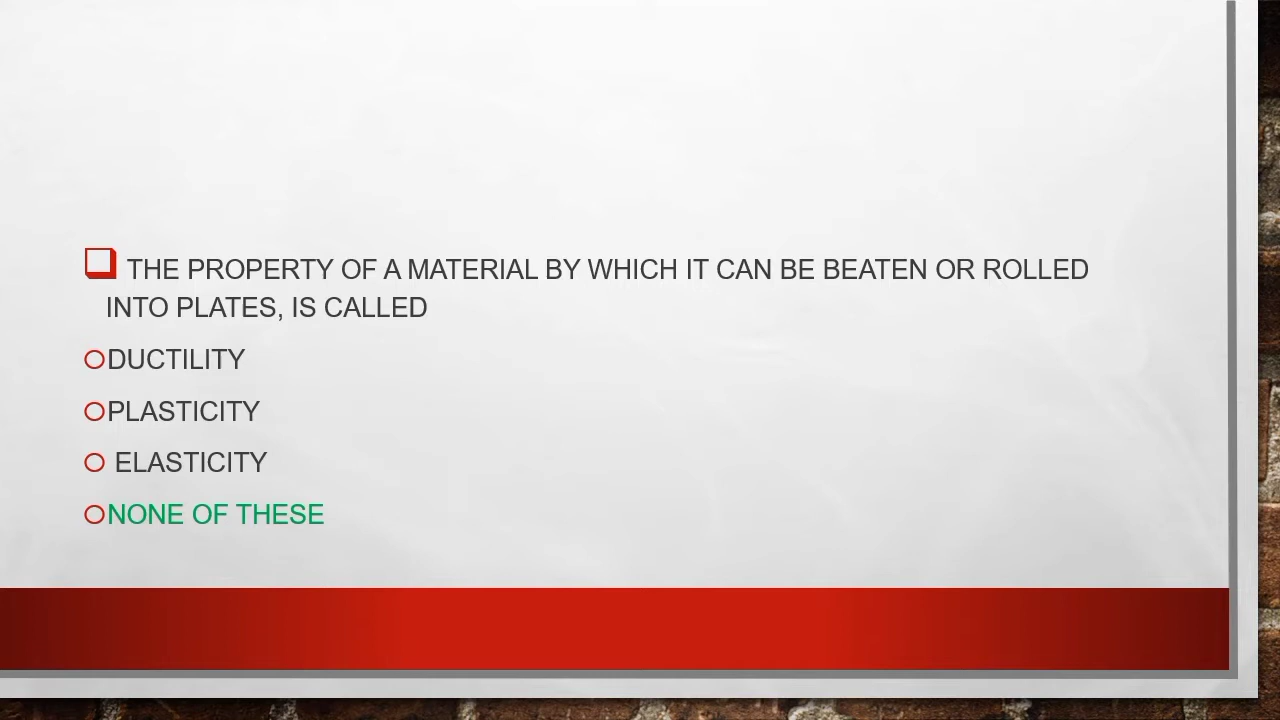 THE PROPERTY OF A MATERIAL BY WHICH IT CAN BE BEATEN OR ROLLED
INTO PLATES, IS CALLED
DUCTILITY
PLASTICITY
ELASTICITY
NONE OF THESE